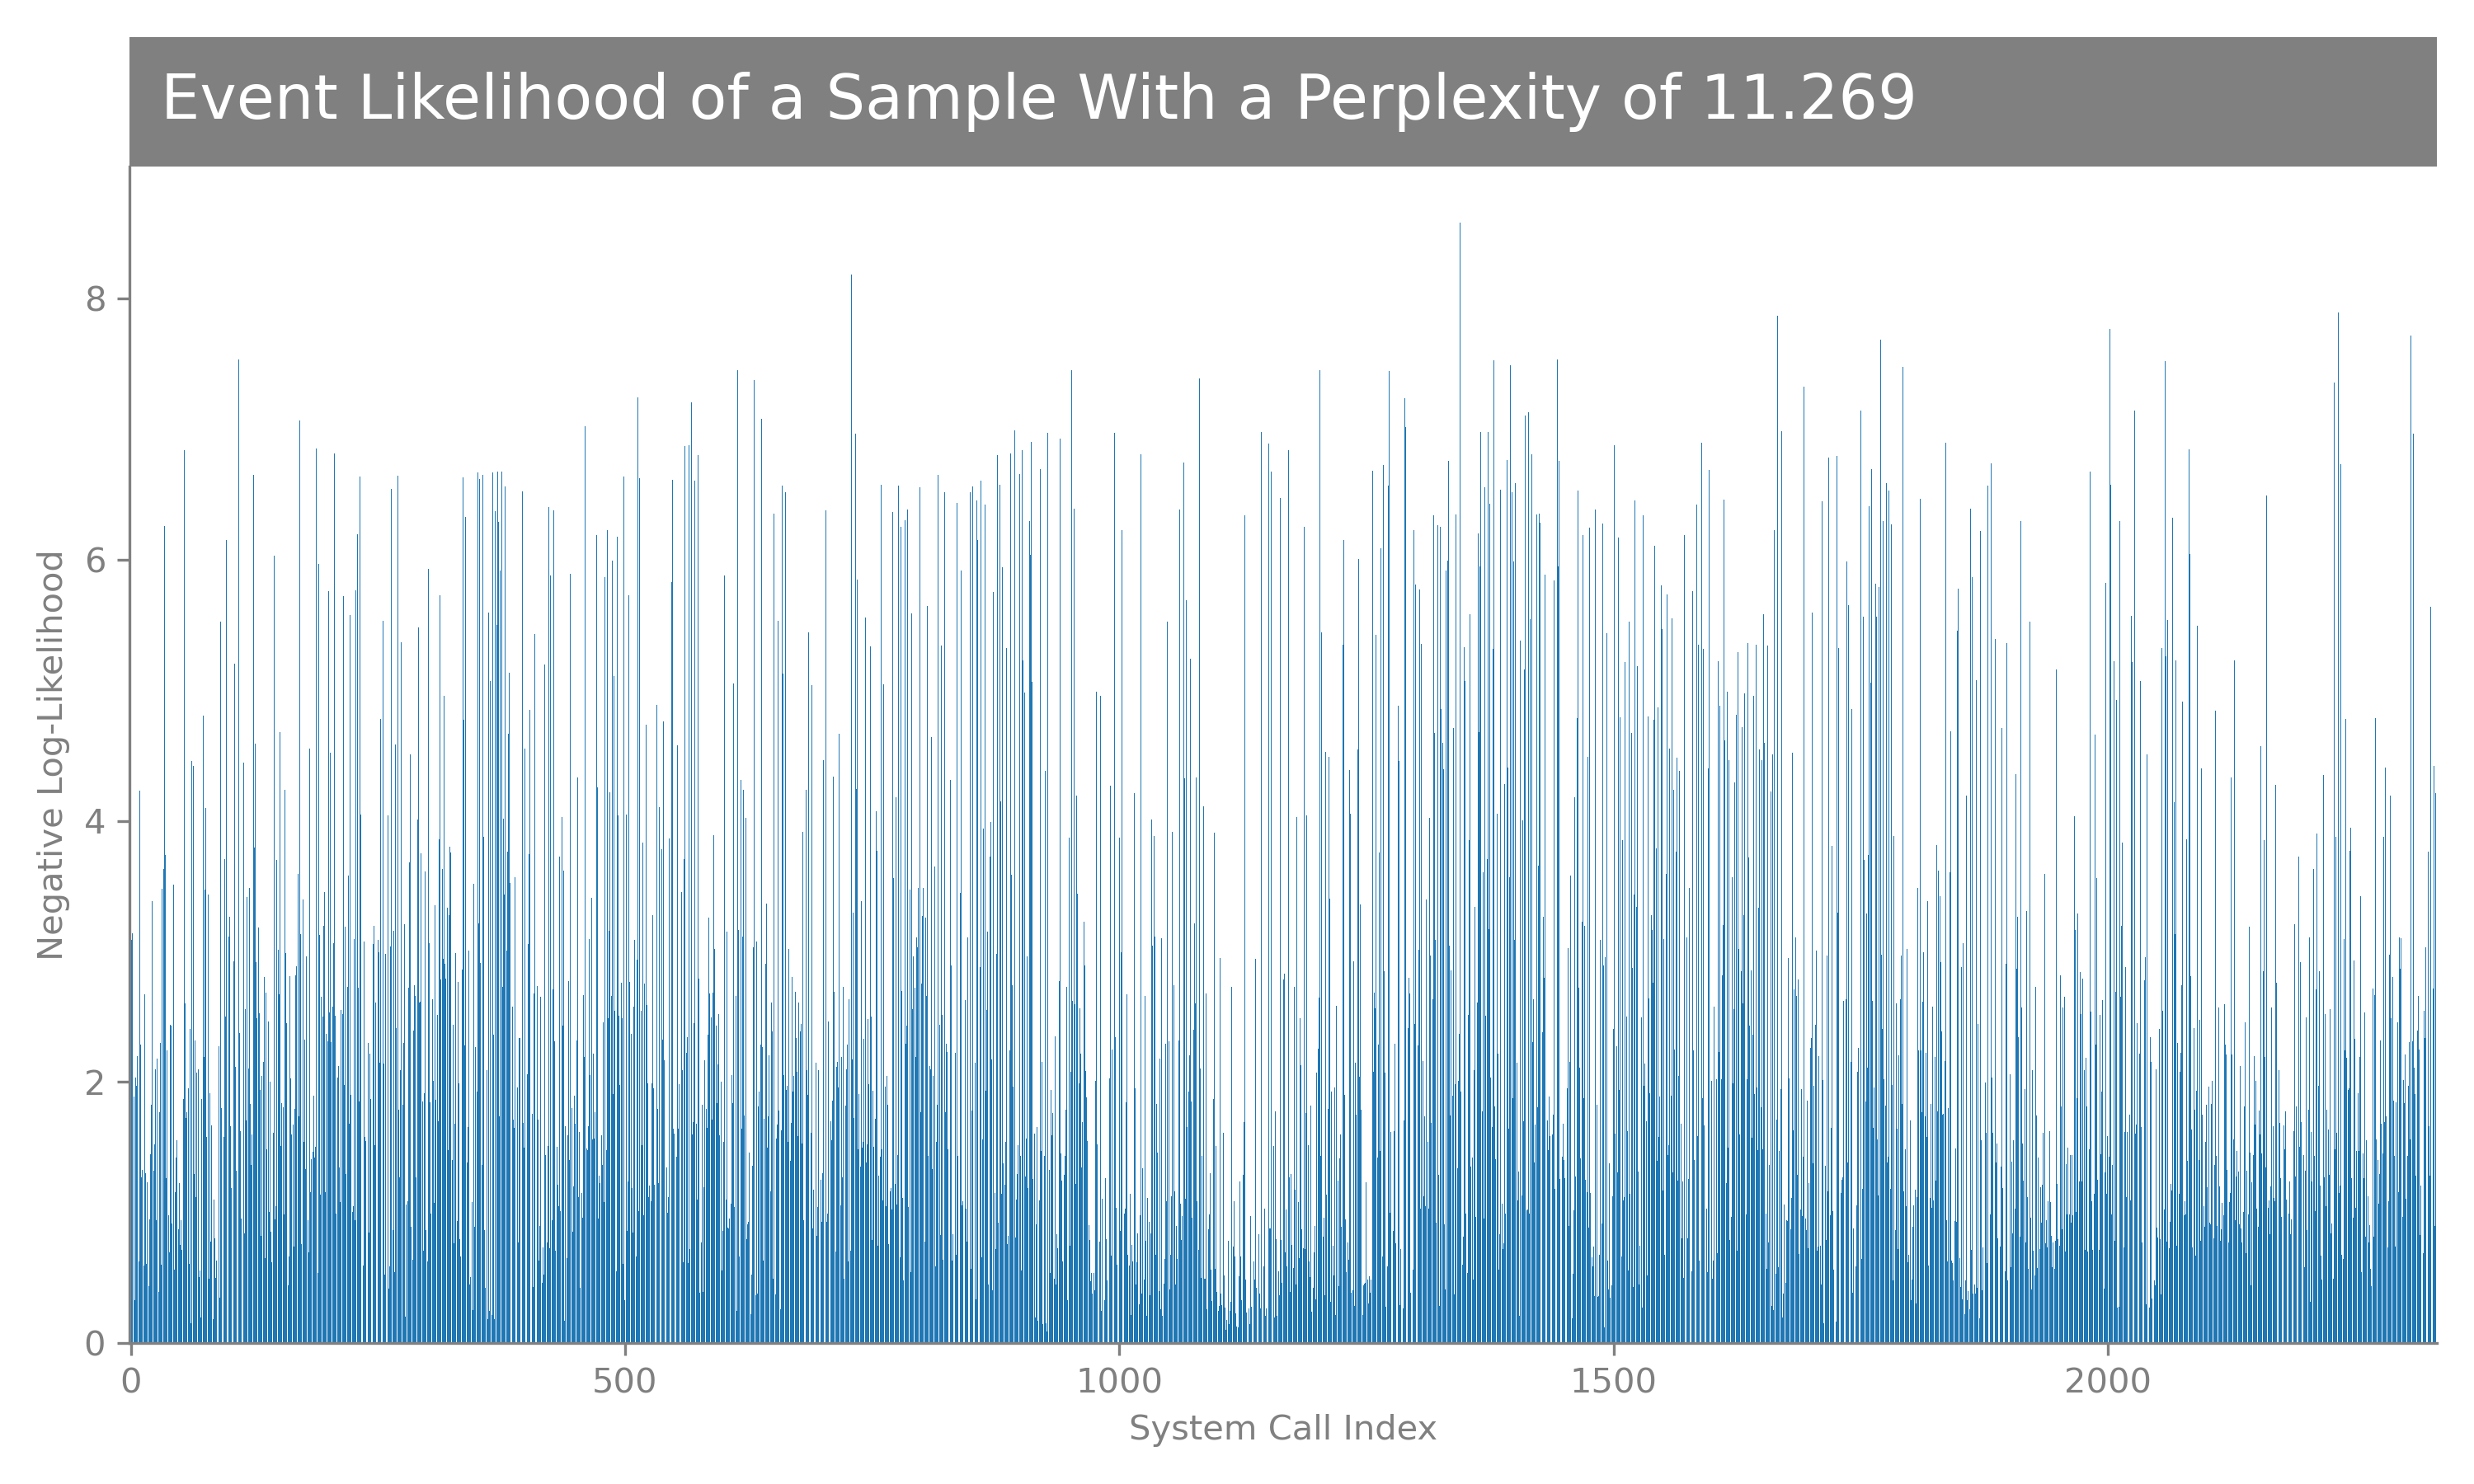 Event Likelihood of a Sample With a Perplexity of 11.269
8
6
4
2
0
Negative Log-Likelihood
0 500 1000 1500 2000
System Call Index